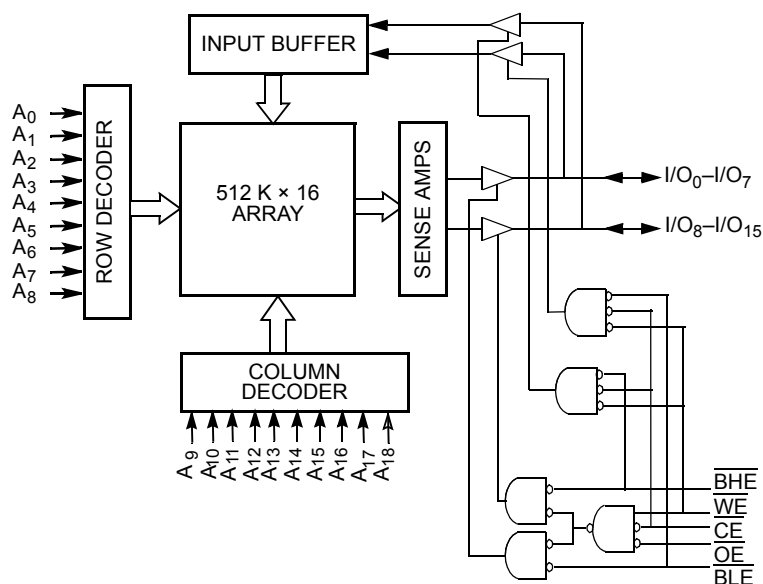 INPUT BUFFER
A0
A1
A2
A3
A4
A5
A6
A7
A8
ROW DECODER
512 K × 16
ARRAY
SENSE AMPS
I/O0–I/O7
I/O8–I/O15
COLUMN
DECODER
A9
A10
A11
A12
A13
A14
A15
A16
A17
A18
BHE
WE
CE
OE
BLE